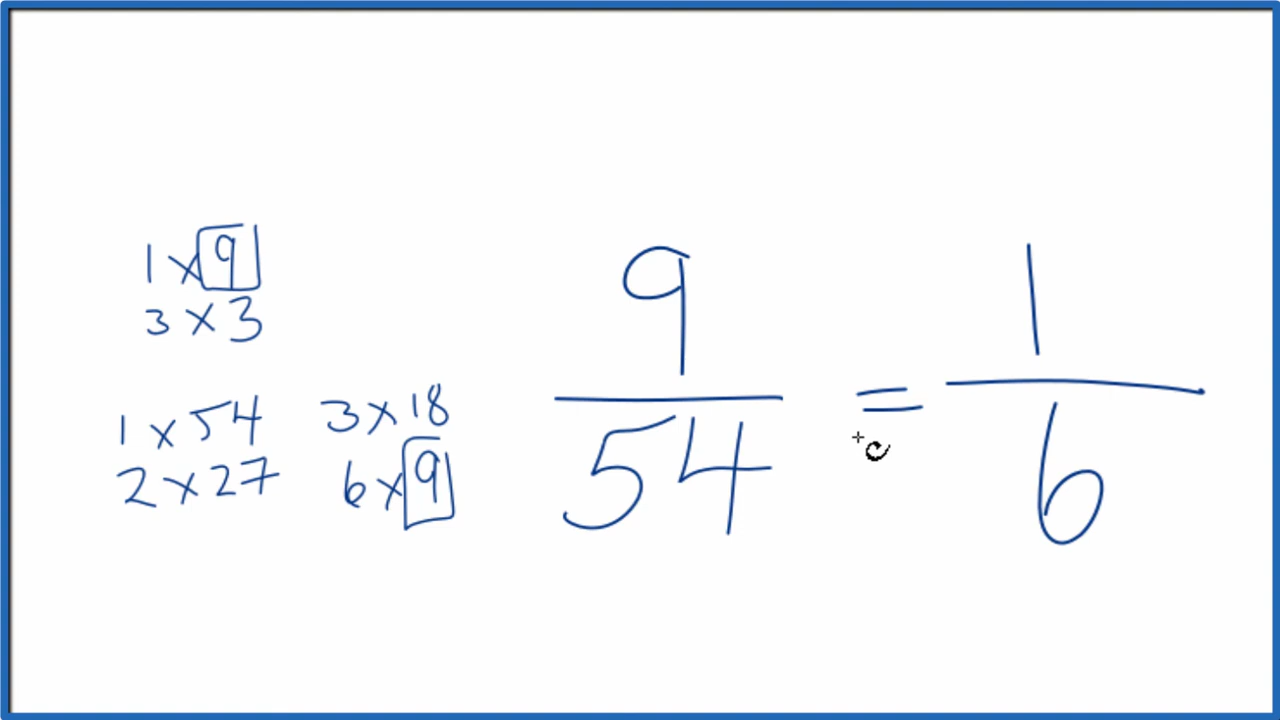 1 x 9
3 x 3
1 x 54 3 x 18
2 x 27 6 x 9
9/54 = 1/6